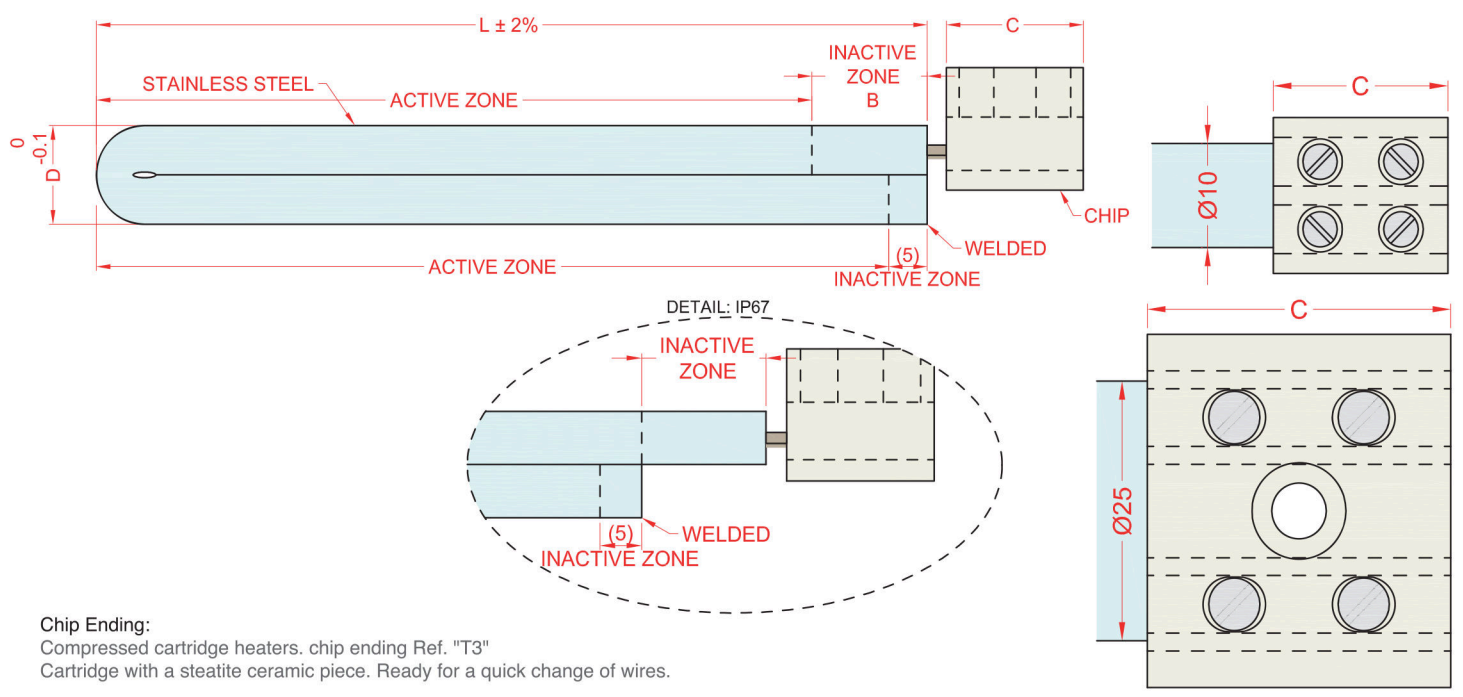 L ± 2%
C
INACTIVE
ZONE
B
STAINLESS STEEL
ACTIVE ZONE
C
0
-0.1
D
Ø10
CHIP
WELDED
(5)
ACTIVE ZONE
INACTIVE ZONE
DETAIL: IP67
C
INACTIVE
ZONE
Ø25
(5)
WELDED
INACTIVE ZONE
Chip Ending:
Compressed cartridge heaters. chip ending Ref. "T3"
Cartridge with a steatite ceramic piece. Ready for a quick change of wires.